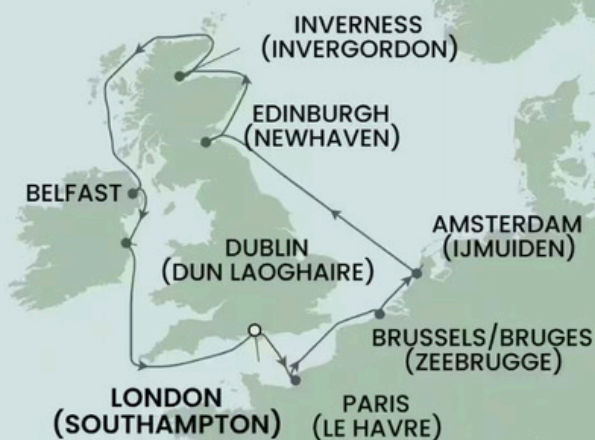 INVERNESS
(INVERGORDON)
EDINBURGH
(NEWHAVEN)
BELFAST
DUBLIN
(DUN LAOGHAIRE)
AMSTERDAM
(IJMUIDEN)
BRUSSELS/BRUGES
(ZEEBRUGGE)
LONDON
(SOUTHAMPTON)
PARIS
(LE HAVRE)